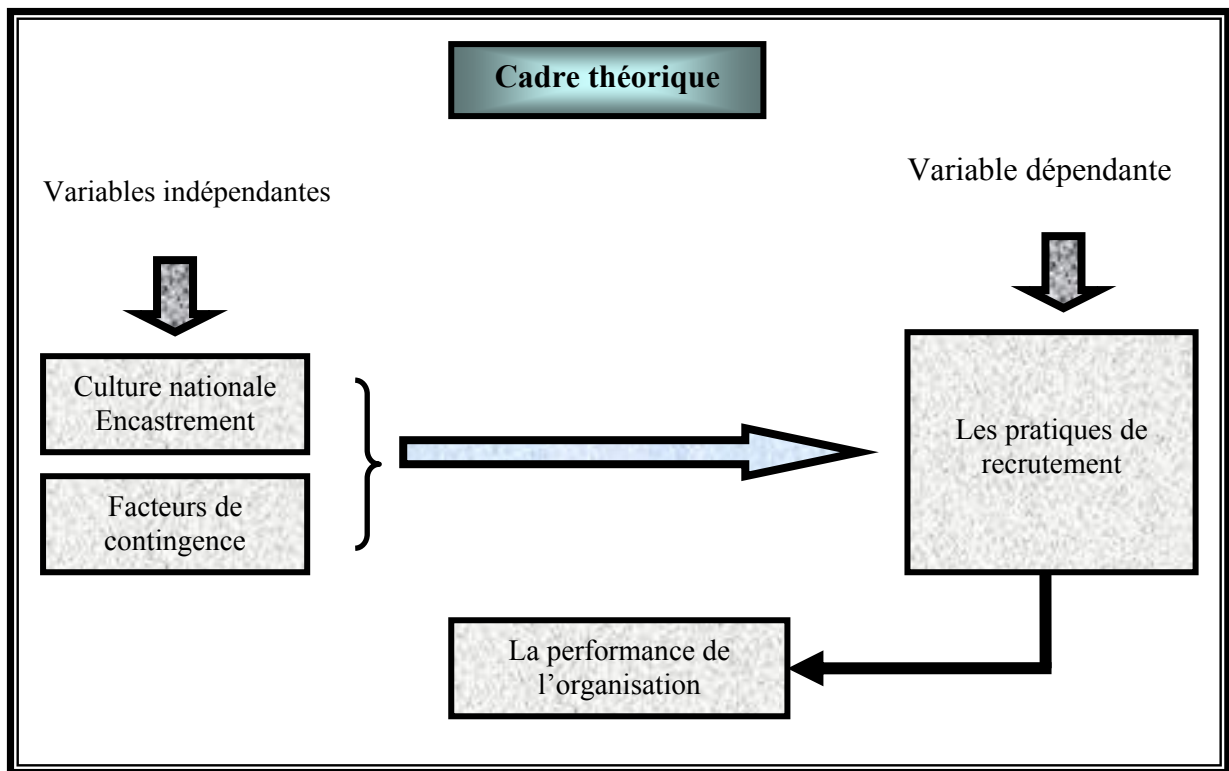 Cadre théorique
Variables indépendantes
Variable dépendante
Culture nationale
Encastrement
Facteurs de
contingence
Les pratiques de
recrutement
La performance de
l’organisation